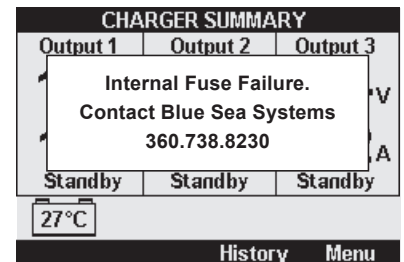 CHARGER SUMMARY
Output 1 Output 2 Output 3
Internal Fuse Failure.
Contact Blue Sea Systems
360.738.8230
V
A
Standby Standby Standby
27°C
History Menu